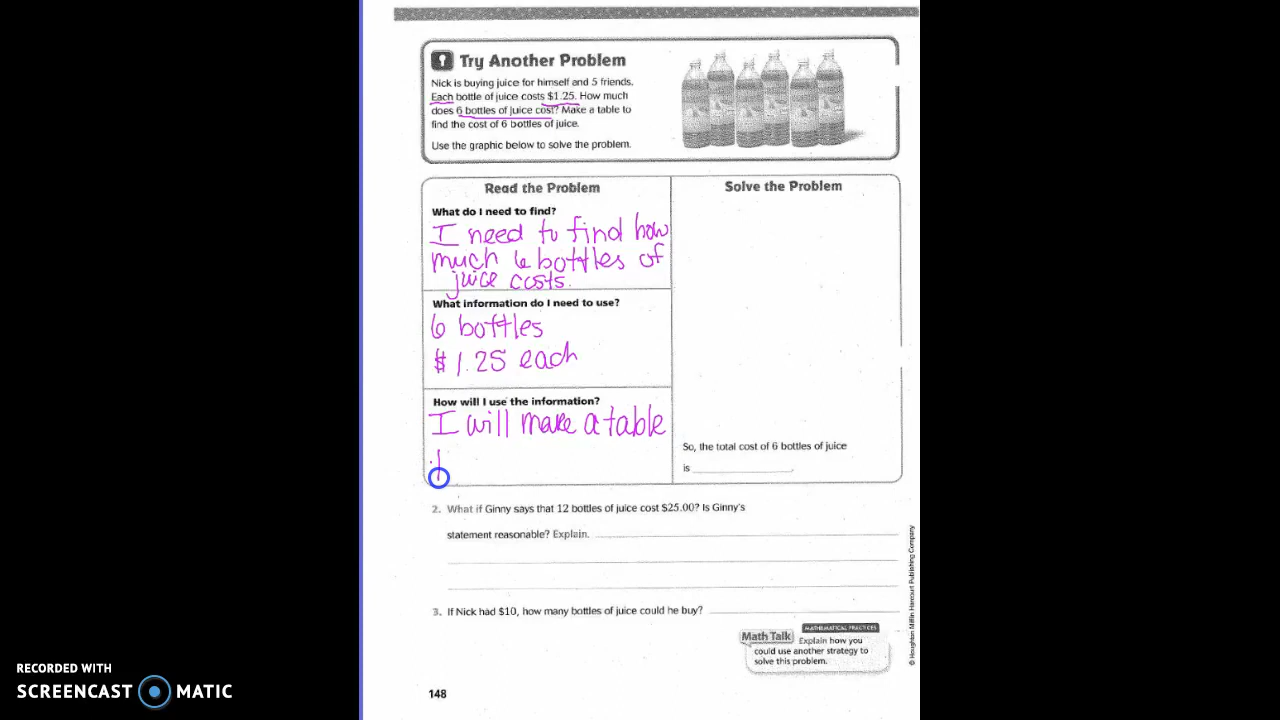 Try Another Problem
Nick is buying juice for himself and 5 friends.
Each bottle of juice costs $1.25. How much
does 6 bottles of juice cost? Make a table to
find the cost of 6 bottles of juice.
Use the graphic below to solve the problem.
Read the Problem
What do I need to find?
I need to find how
much 6 bottles of
juice costs.
What information do I need to use?
6 bottles
$1.25 each
How will I use the information?
I will make a table
Solve the Problem
So, the total cost of 6 bottles of juice
is ____________.
2. What if Ginny says that 12 bottles of juice cost $25.00? Is Ginny's
statement reasonable? Explain.
3. If Nick had $10, how many bottles of juice could he buy?
Math Talk
MATHEMATICAL PRACTICES
Explain how you
could use another strategy to
solve this problem.
© Houghton Mifflin Harcourt Publishing Company
148
RECORDED WITH
SCREENCAST MATIC